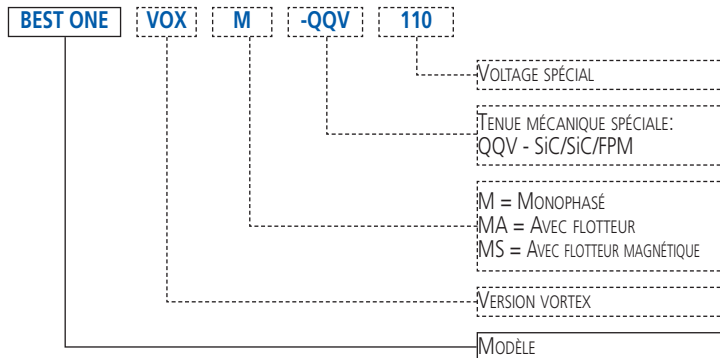 BEST ONE VOX M -QQV 110
VOLTAGE SPÉCIAL
TENUE MÉCANIQUE SPÉCIALE:
QQV - SiC/SiC/FPM
M = MONOPHASÉ
MA = AVEC FLOTTEUR
MS = AVEC FLOTTEUR MAGNÉTIQUE
VERSION VORTEX
MODÈLE